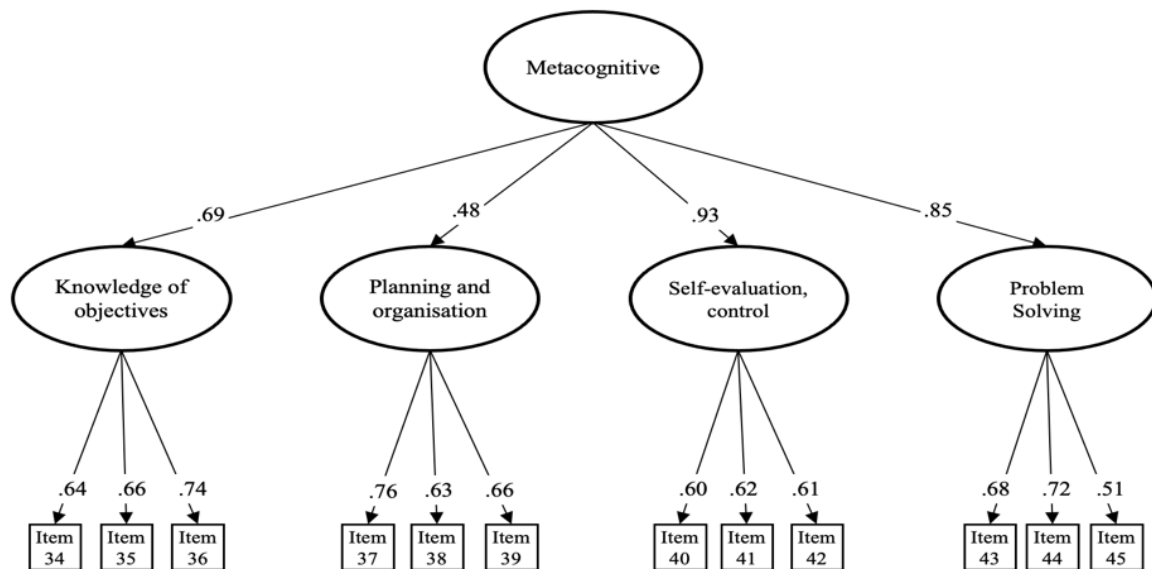 Metacognitive
.69
.48
.93
.85
Knowledge of
objectives
Planning and
organisation
Self-evaluation,
control
Problem
Solving
.64
.66
.74
.76
.63
.66
.60
.62
.61
.68
.72
.51
Item
34
Item
35
Item
36
Item
37
Item
38
Item
39
Item
40
Item
41
Item
42
Item
43
Item
44
Item
45